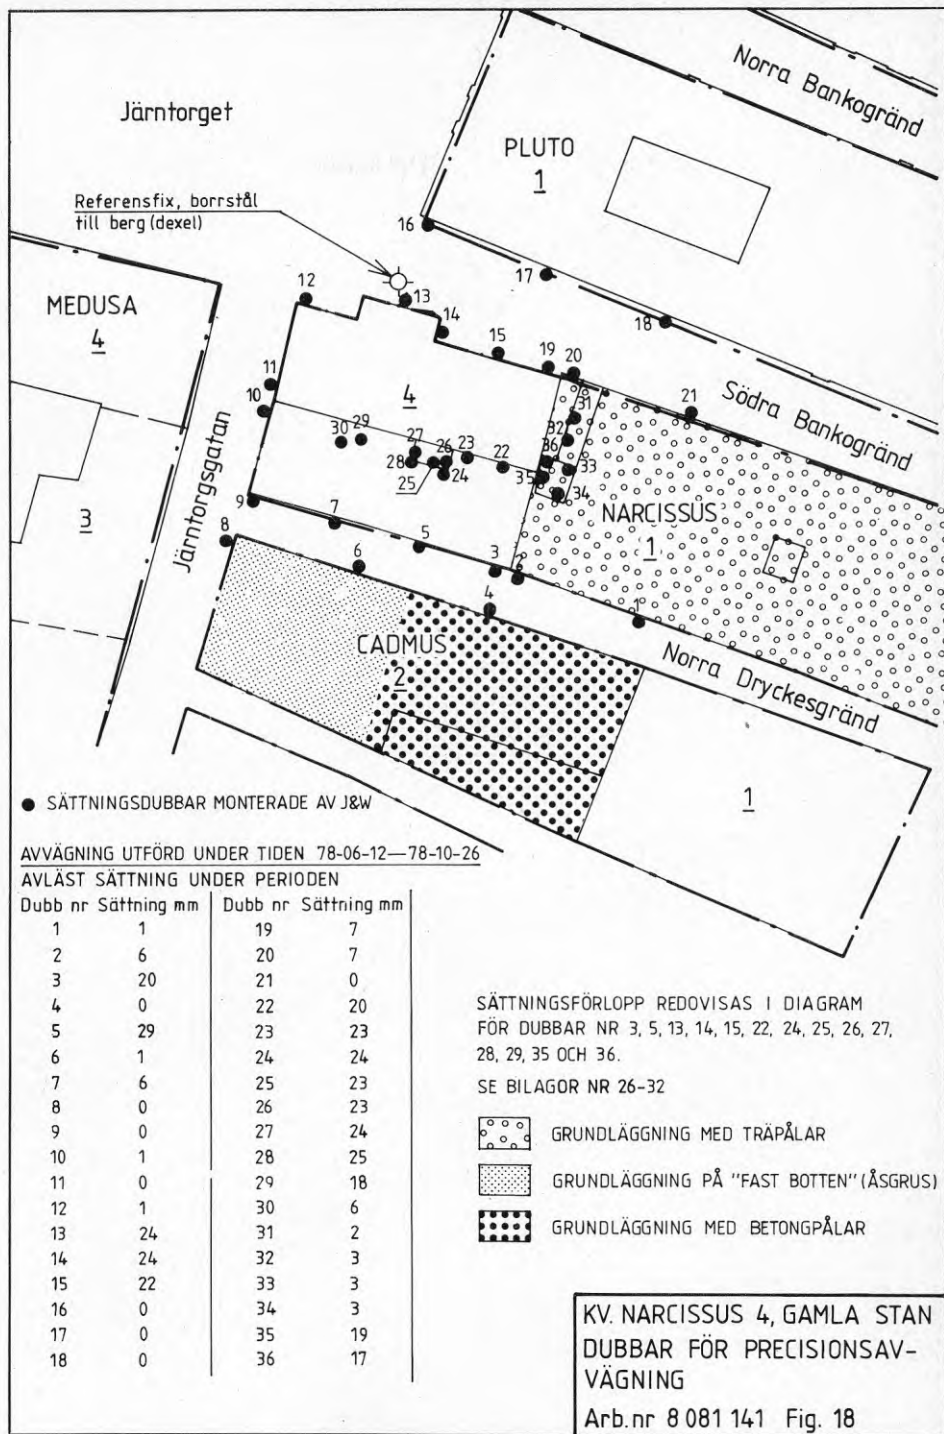 Järntorget
Norra Bankogränd
PLUTO
1
Referensfix, borrstål
till berg (dexel)
16
17
18
12
13
14
15
19
20
21
MEDUSA
4
3
Järntorgsgatan
Södra Bankogränd
11
10
4
30
29
27
28
26
25
24
23
22
31
32
36
33
35
34
NARCISSUS
1
9
8
7
6
5
3
2
4
1
CADMUS
2
Norra Dryckesgränd
1
SÄTTNINGSDUBBAR MONTERADE AV J&W
AVVÄGNING UTFÖRD UNDER TIDEN 78-06-12—78-10-26
AVLÄST SÄTTNING UNDER PERIODEN
Dubb nr Sättning mm Dubb nr Sättning mm
1 1 19 7
2 6 20 7
3 20 21 0
4 0 22 20
5 29 23 23
6 1 24 24
7 6 25 23
8 0 26 23
9 0 27 24
10 1 28 25
11 0 29 18
12 1 30 6
13 24 31 2
14 24 32 3
15 22 33 3
16 0 34 3
17 0 35 19
18 0 36 17
SÄTTNINGSFÖRLOPP REDOVISAS I DIAGRAM
FÖR DUBBAR NR 3, 5, 13, 14, 15, 22, 24, 25, 26, 27,
28, 29, 35 OCH 36.
SE BILAGOR NR 26-32
GRUNDLÄGGNING MED TRÄPÅLAR
GRUNDLÄGGNING PÅ "FAST BOTTEN" (ÅSGRUS)
GRUNDLÄGGNING MED BETONGPÅLAR
KV. NARCISSUS 4, GAMLA STAN
DUBBAR FÖR PRECISIONSAV-
VÄGNING
Arb.nr 8 081 141 Fig. 18